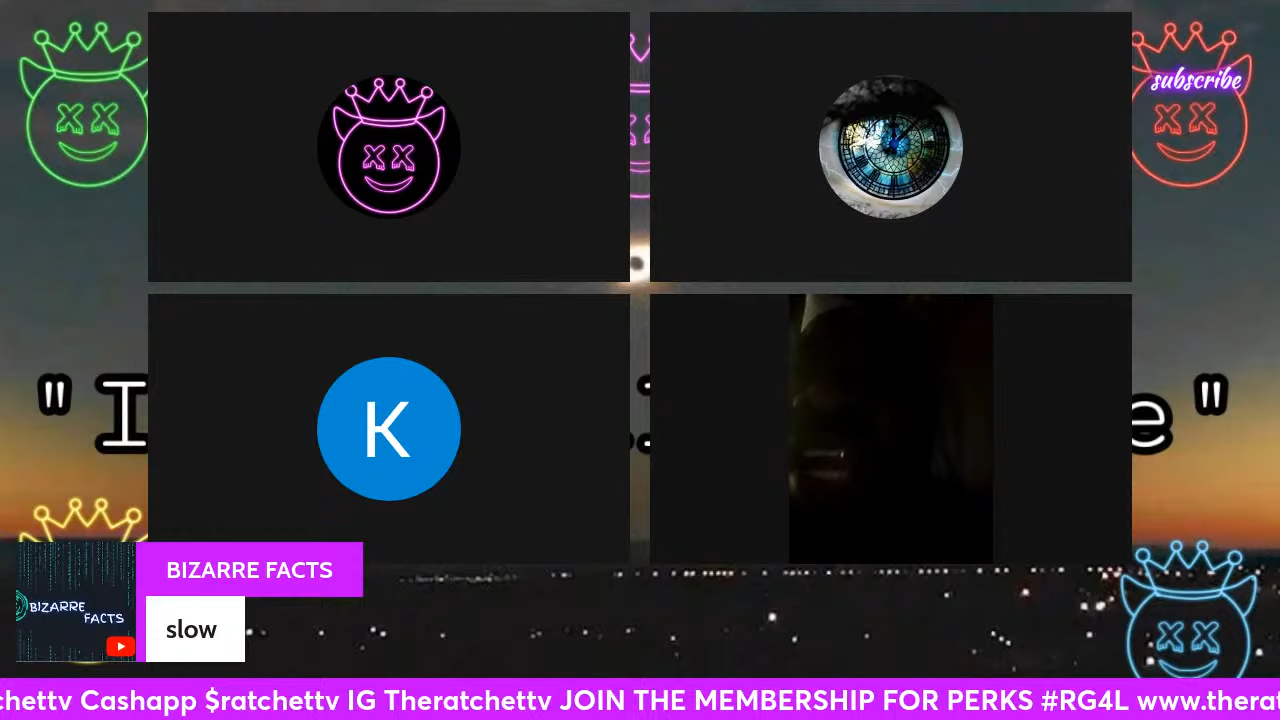 subscribe
K
"I
e"
BIZARRE FACTS
BIZARRE
FACTS
slow
chettv Cashapp $ratchettv IG Theratchettv JOIN THE MEMBERSHIP FOR PERKS #RG4L www.therat